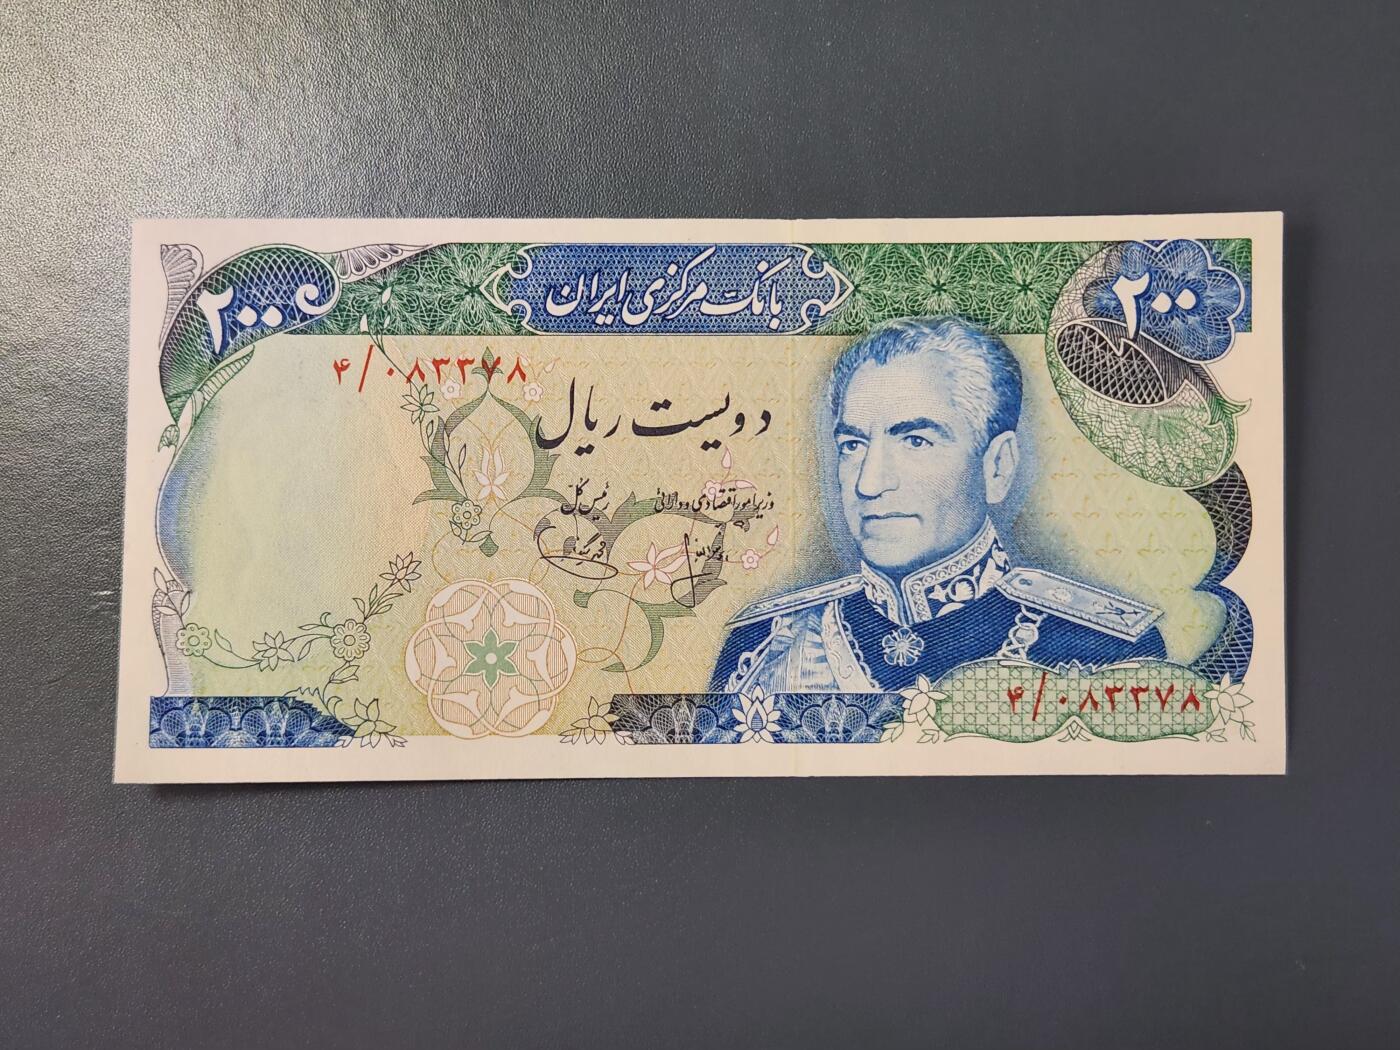 بانک مرکزی ایران
۲۰۰
۲۰۰
۴/۰۸۳۳۷۸
دویست ریال
وزیر امور اقتصادی و دارائی
رئیس کل
۴/۰۸۳۳۷۸